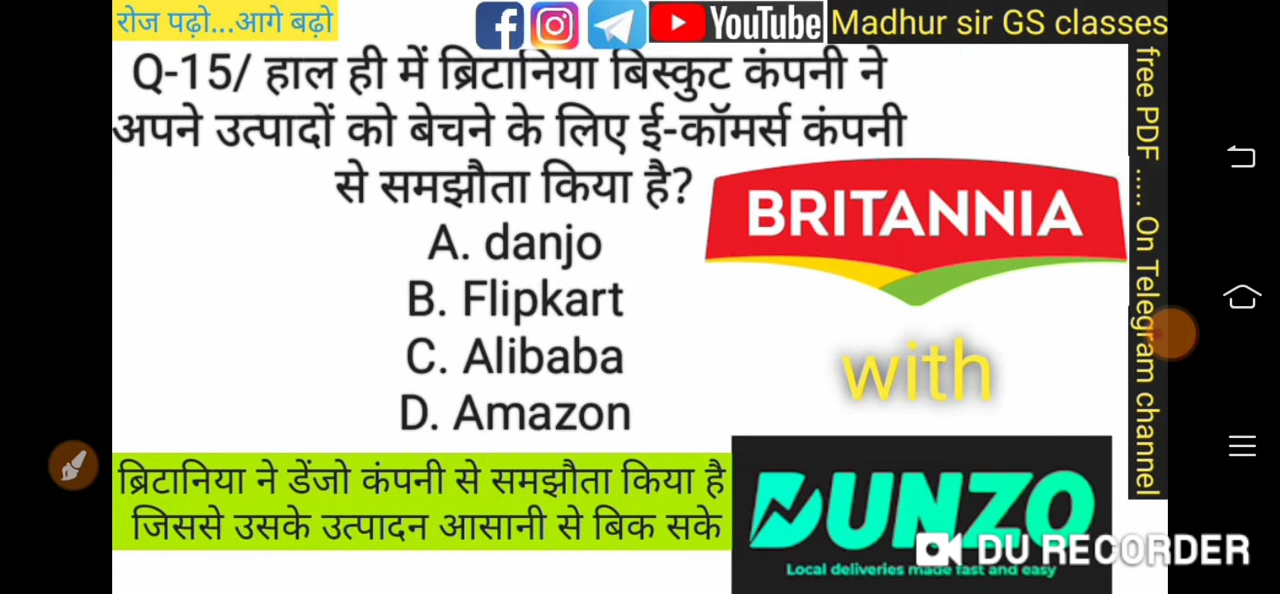 रोज पढ़ो...आगे बढ़ो
YouTube
Madhur sir GS classes
Q-15/ हाल ही में ब्रिटानिया बिस्कुट कंपनी ने
अपने उत्पादों को बेचने के लिए ई-कॉमर्स कंपनी
से समझौता किया है?
A. danjo
B. Flipkart
C. Alibaba
D. Amazon
BRITANNIA
with
ब्रिटानिया ने डेंजो कंपनी से समझौता किया है
जिससे उसके उत्पादन आसानी से बिक सके
DUNZO
Local deliveries made fast and easy
DU RECORDER
free PDF ..... On Telegram channel